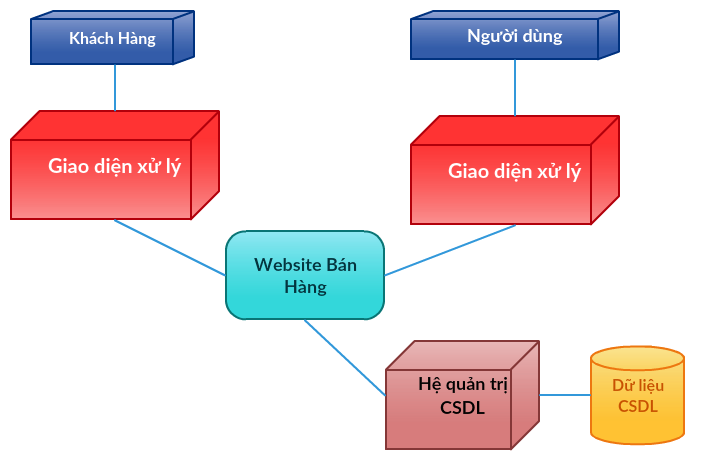 Khách Hàng
Người dùng
Giao diện xử lý
Giao diện xử lý
Website Bán
Hàng
Hệ quản trị
CSDL
Dữ liệu
CSDL